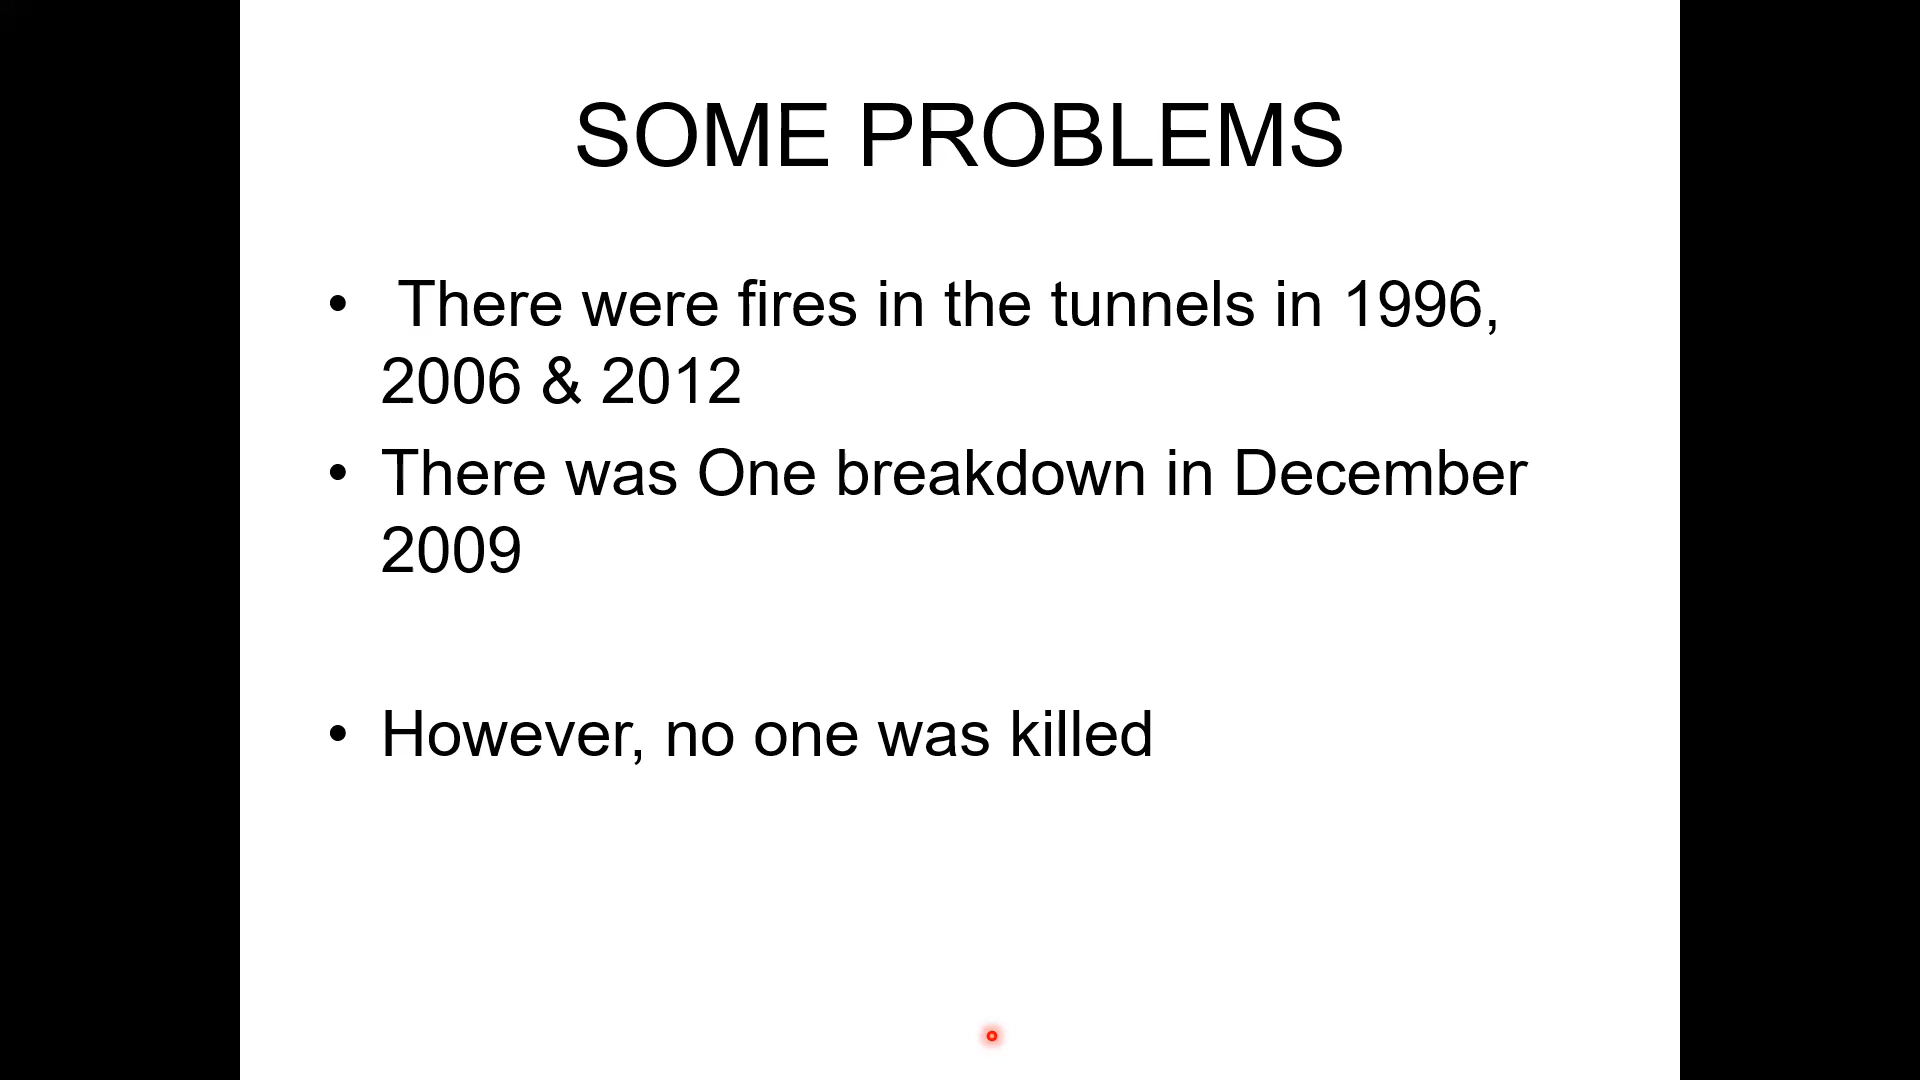 SOME PROBLEMS
• There were fires in the tunnels in 1996,
2006 & 2012
• There was One breakdown in December
2009
• However, no one was killed